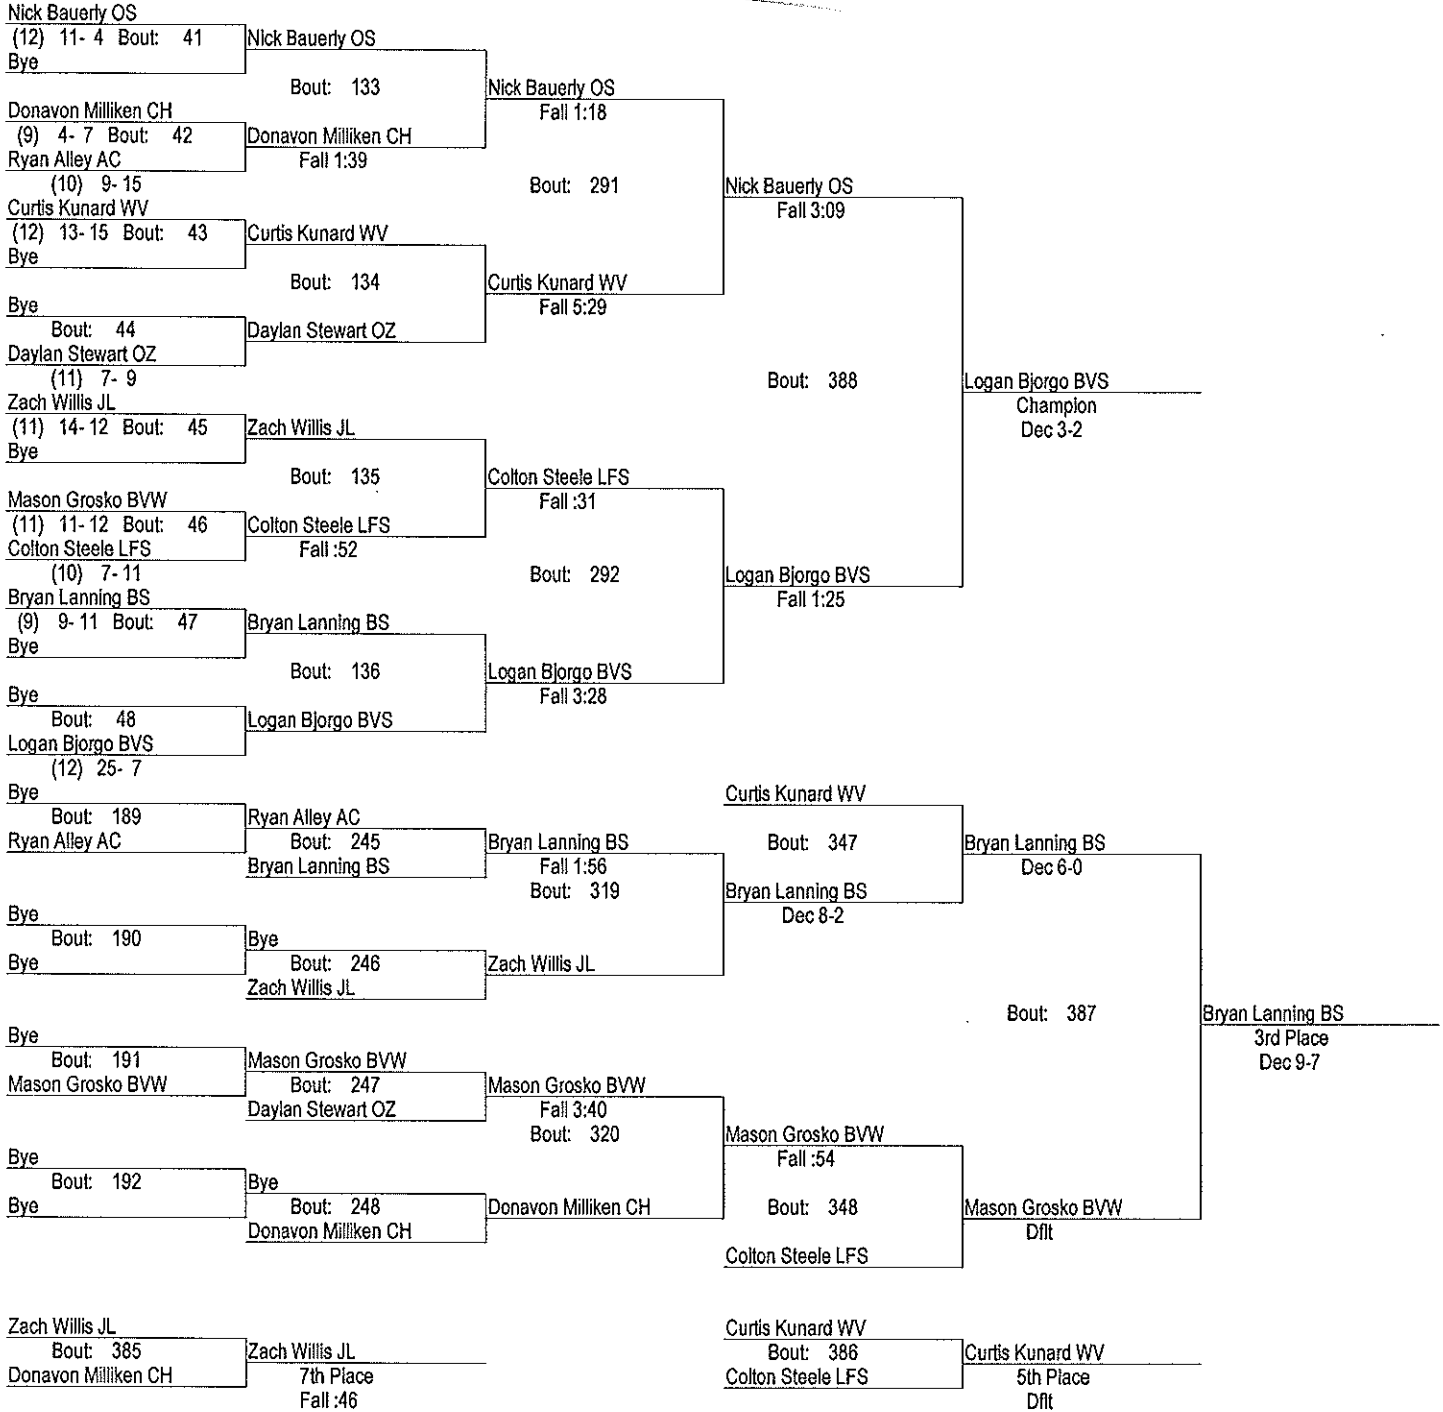 Nick Bauerly OS
(12) 11- 4 Bout: 41
Bye
Nick Bauerly OS
Bout: 133
Donavon Milliken CH
(9) 4- 7 Bout: 42
Ryan Alley AC
(10) 9- 15
Donavon Milliken CH
Fall 1:39
Nick Bauerly OS
Fall 1:18
Bout: 291
Curtis Kunard WV
(12) 13- 15 Bout: 43
Bye
Curtis Kunard WV
Bout: 134
Bye
Bout: 44
Daylan Stewart OZ
(11) 7- 9
Daylan Stewart OZ
Curtis Kunard WV
Fall 5:29
Nick Bauerly OS
Fall 3:09
Bout: 388
Zach Willis JL
(11) 14- 12 Bout: 45
Bye
Zach Willis JL
Bout: 135
Mason Grosko BVW
(11) 11- 12 Bout: 46
Colton Steele LFS
(10) 7- 11
Colton Steele LFS
Fall :52
Colton Steele LFS
Fall :31
Bout: 292
Bryan Lanning BS
(9) 9- 11 Bout: 47
Bye
Bryan Lanning BS
Bout: 136
Bye
Bout: 48
Logan Bjorgo BVS
(12) 25- 7
Logan Bjorgo BVS
Logan Bjorgo BVS
Fall 3:28
Logan Bjorgo BVS
Fall 1:25
Logan Bjorgo BVS
Champion
Dec 3-2
Bye
Bout: 189
Ryan Alley AC
Ryan Alley AC
Bout: 245
Bryan Lanning BS
Bryan Lanning BS
Fall 1:56
Bout: 319
Bye
Bout: 190
Bye
Bye
Bout: 246
Zach Willis JL
Zach Willis JL
Curtis Kunard WV
Bout: 347
Bryan Lanning BS
Dec 8-2
Bryan Lanning BS
Dec 6-0
Bout: 387
Bye
Bout: 191
Mason Grosko BVW
Mason Grosko BVW
Bout: 247
Daylan Stewart OZ
Mason Grosko BVW
Fall 3:40
Bout: 320
Bye
Bout: 192
Bye
Bye
Bout: 248
Donavon Milliken CH
Donavon Milliken CH
Mason Grosko BVW
Fall :54
Bout: 348
Colton Steele LFS
Mason Grosko BVW
Dflt
Bryan Lanning BS
3rd Place
Dec 9-7
Zach Willis JL
Bout: 385
Donavon Milliken CH
Zach Willis JL
7th Place
Fall :46
Curtis Kunard WV
Bout: 386
Colton Steele LFS
Curtis Kunard WV
5th Place
Dflt